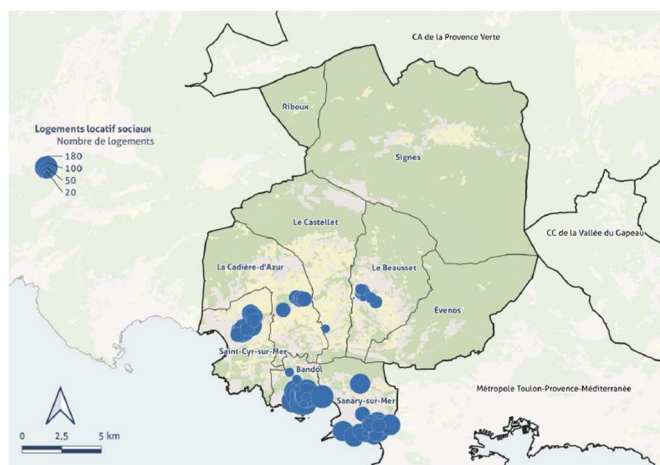 CA de la Provence Verte
Riboux
Logements locatif sociaux
Nombre de logements
180
100
50
20
Signes
Le Castellet
CC de la Vallée du Gapeau
La Cadière-d'Azur
Le Beausset
Évenos
Saint-Cyr-sur-Mer
Bandol
Sanary-sur-Mer
Métropole Toulon-Provence-Méditerranée
0 2,5 5 km